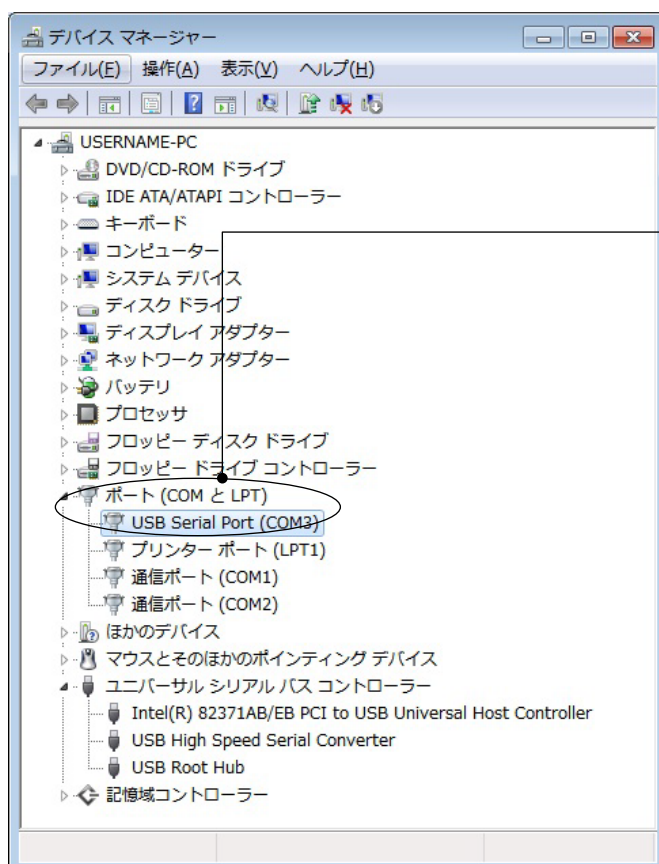 デバイス マネージャー
ファイル(F) 操作(A) 表示(V) ヘルプ(H)
USERNAME-PC
DVD/CD-ROM ドライブ
IDE ATA/ATAPI コントローラー
キーボード
コンピューター
システム デバイス
ディスク ドライブ
ディスプレイ アダプター
ネットワーク アダプター
バッテリ
プロセッサ
フロッピー ディスク ドライブ
フロッピー ドライブ コントローラー
ポート (COM と LPT)
USB Serial Port (COM3)
プリンター ポート (LPT1)
通信ポート (COM1)
通信ポート (COM2)
ほかのデバイス
マウスとそのほかのポインティング デバイス
ユニバーサル シリアル バス コントローラー
Intel(R) 82371AB/EB PCI to USB Universal Host Controller
USB High Speed Serial Converter
USB Root Hub
記憶域コントローラー